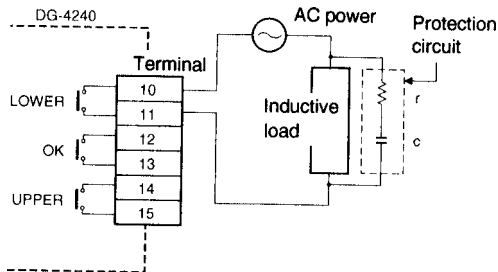 DG-4240
AC power
Protection
circuit
Terminal
LOWER
10
11
OK
12
13
UPPER
14
15
Inductive
load
r
c